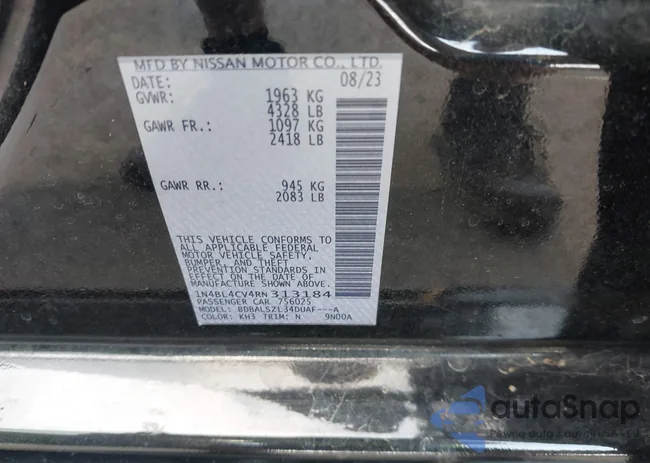 MFD BY NISSAN MOTOR CO., LTD.
DATE: 08/23
GVWR: 1963 KG
4328 LB
GAWR FR.: 1097 KG
2418 LB
GAWR RR.: 945 KG
2083 LB
THIS VEHICLE CONFORMS TO
ALL APPLICABLE FEDERAL
MOTOR VEHICLE SAFETY,
BUMPER, AND THEFT
PREVENTION STANDARDS IN
EFFECT ON THE DATE OF
MANUFACTURE SHOWN ABOVE.
1N4BL4CV4RN313184
PASSENGER CAR 756025
MODEL: BDBALSZL34DUAF---A
COLOR: KH3 TRIM: N 9N00A
autoSnap